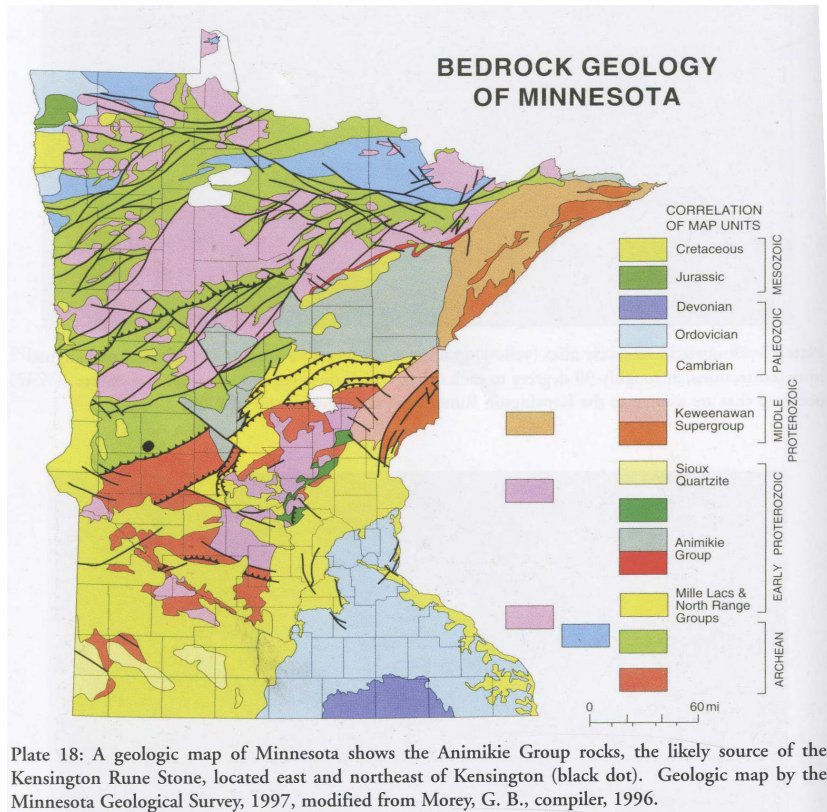 BEDROCK GEOLOGY
OF MINNESOTA
CORRELATION
OF MAP UNITS
Cretaceous
Jurassic
MESOZOIC
Devonian
Ordovician
Cambrian
PALEOZOIC
Keweenawan
Supergroup
MIDDLE
PROTEROZOIC
Sioux
Quartzite
Animikie
Group
Mille Lacs &
North Range
Groups
EARLY PROTEROZOIC
ARCHEAN
0 60 mi
Plate 18: A geologic map of Minnesota shows the Animikie Group rocks, the likely source of the
Kensington Rune Stone, located east and northeast of Kensington (black dot). Geologic map by the
Minnesota Geological Survey, 1997, modified from Morey, G. B., compiler, 1996.